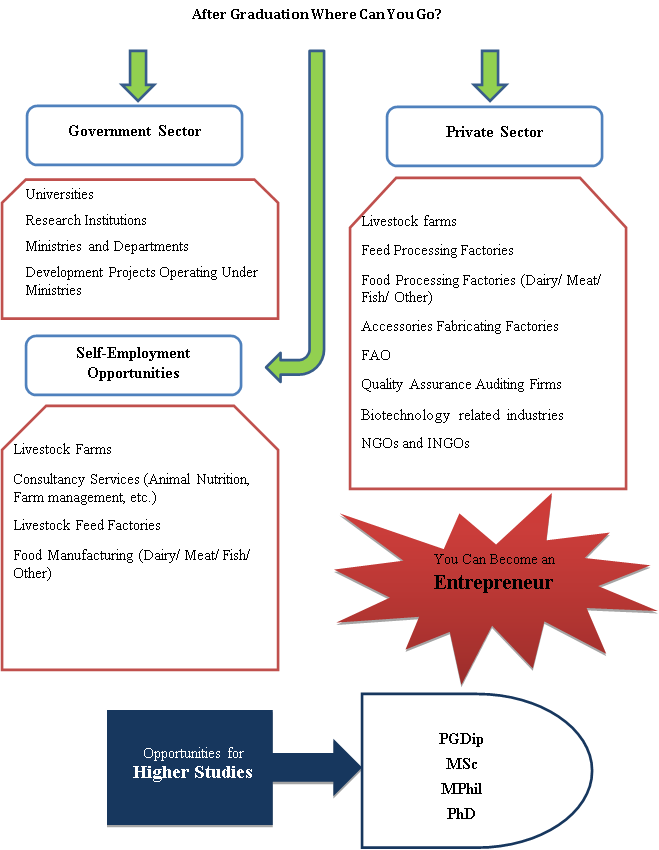 After Graduation Where Can You Go?
Government Sector
Universities
Research Institutions
Ministries and Departments
Development Projects Operating Under
Ministries
Self-Employment
Opportunities
Livestock Farms
Consultancy Services (Animal Nutrition,
Farm management, etc.)
Livestock Feed Factories
Food Manufacturing (Dairy/ Meat/ Fish/
Other)
Private Sector
Livestock farms
Feed Processing Factories
Food Processing Factories (Dairy/ Meat/
Fish/ Other)
Accessories Fabricating Factories
FAO
Quality Assurance Auditing Firms
Biotechnology related industries
NGOs and INGOs
You Can Become an
Entrepreneur
Opportunities for
Higher Studies
PGDip
MSc
MPhil
PhD